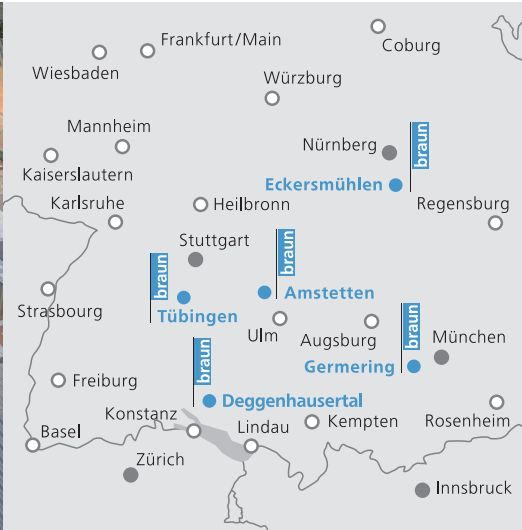 Coburg
Frankfurt/Main
Wiesbaden
Würzburg
Mannheim
Nürnberg
braun
Kaiserslautern
Eckersmühlen
Karlsruhe
Heilbronn
Regensburg
Stuttgart
braun
braun
Amstetten
Strasbourg
Tübingen
Ulm
Augsburg
braun
München
Germering
braun
Freiburg
Deggenhausertal
Konstanz
Lindau
Kempten
Rosenheim
Basel
Zürich
Innsbruck